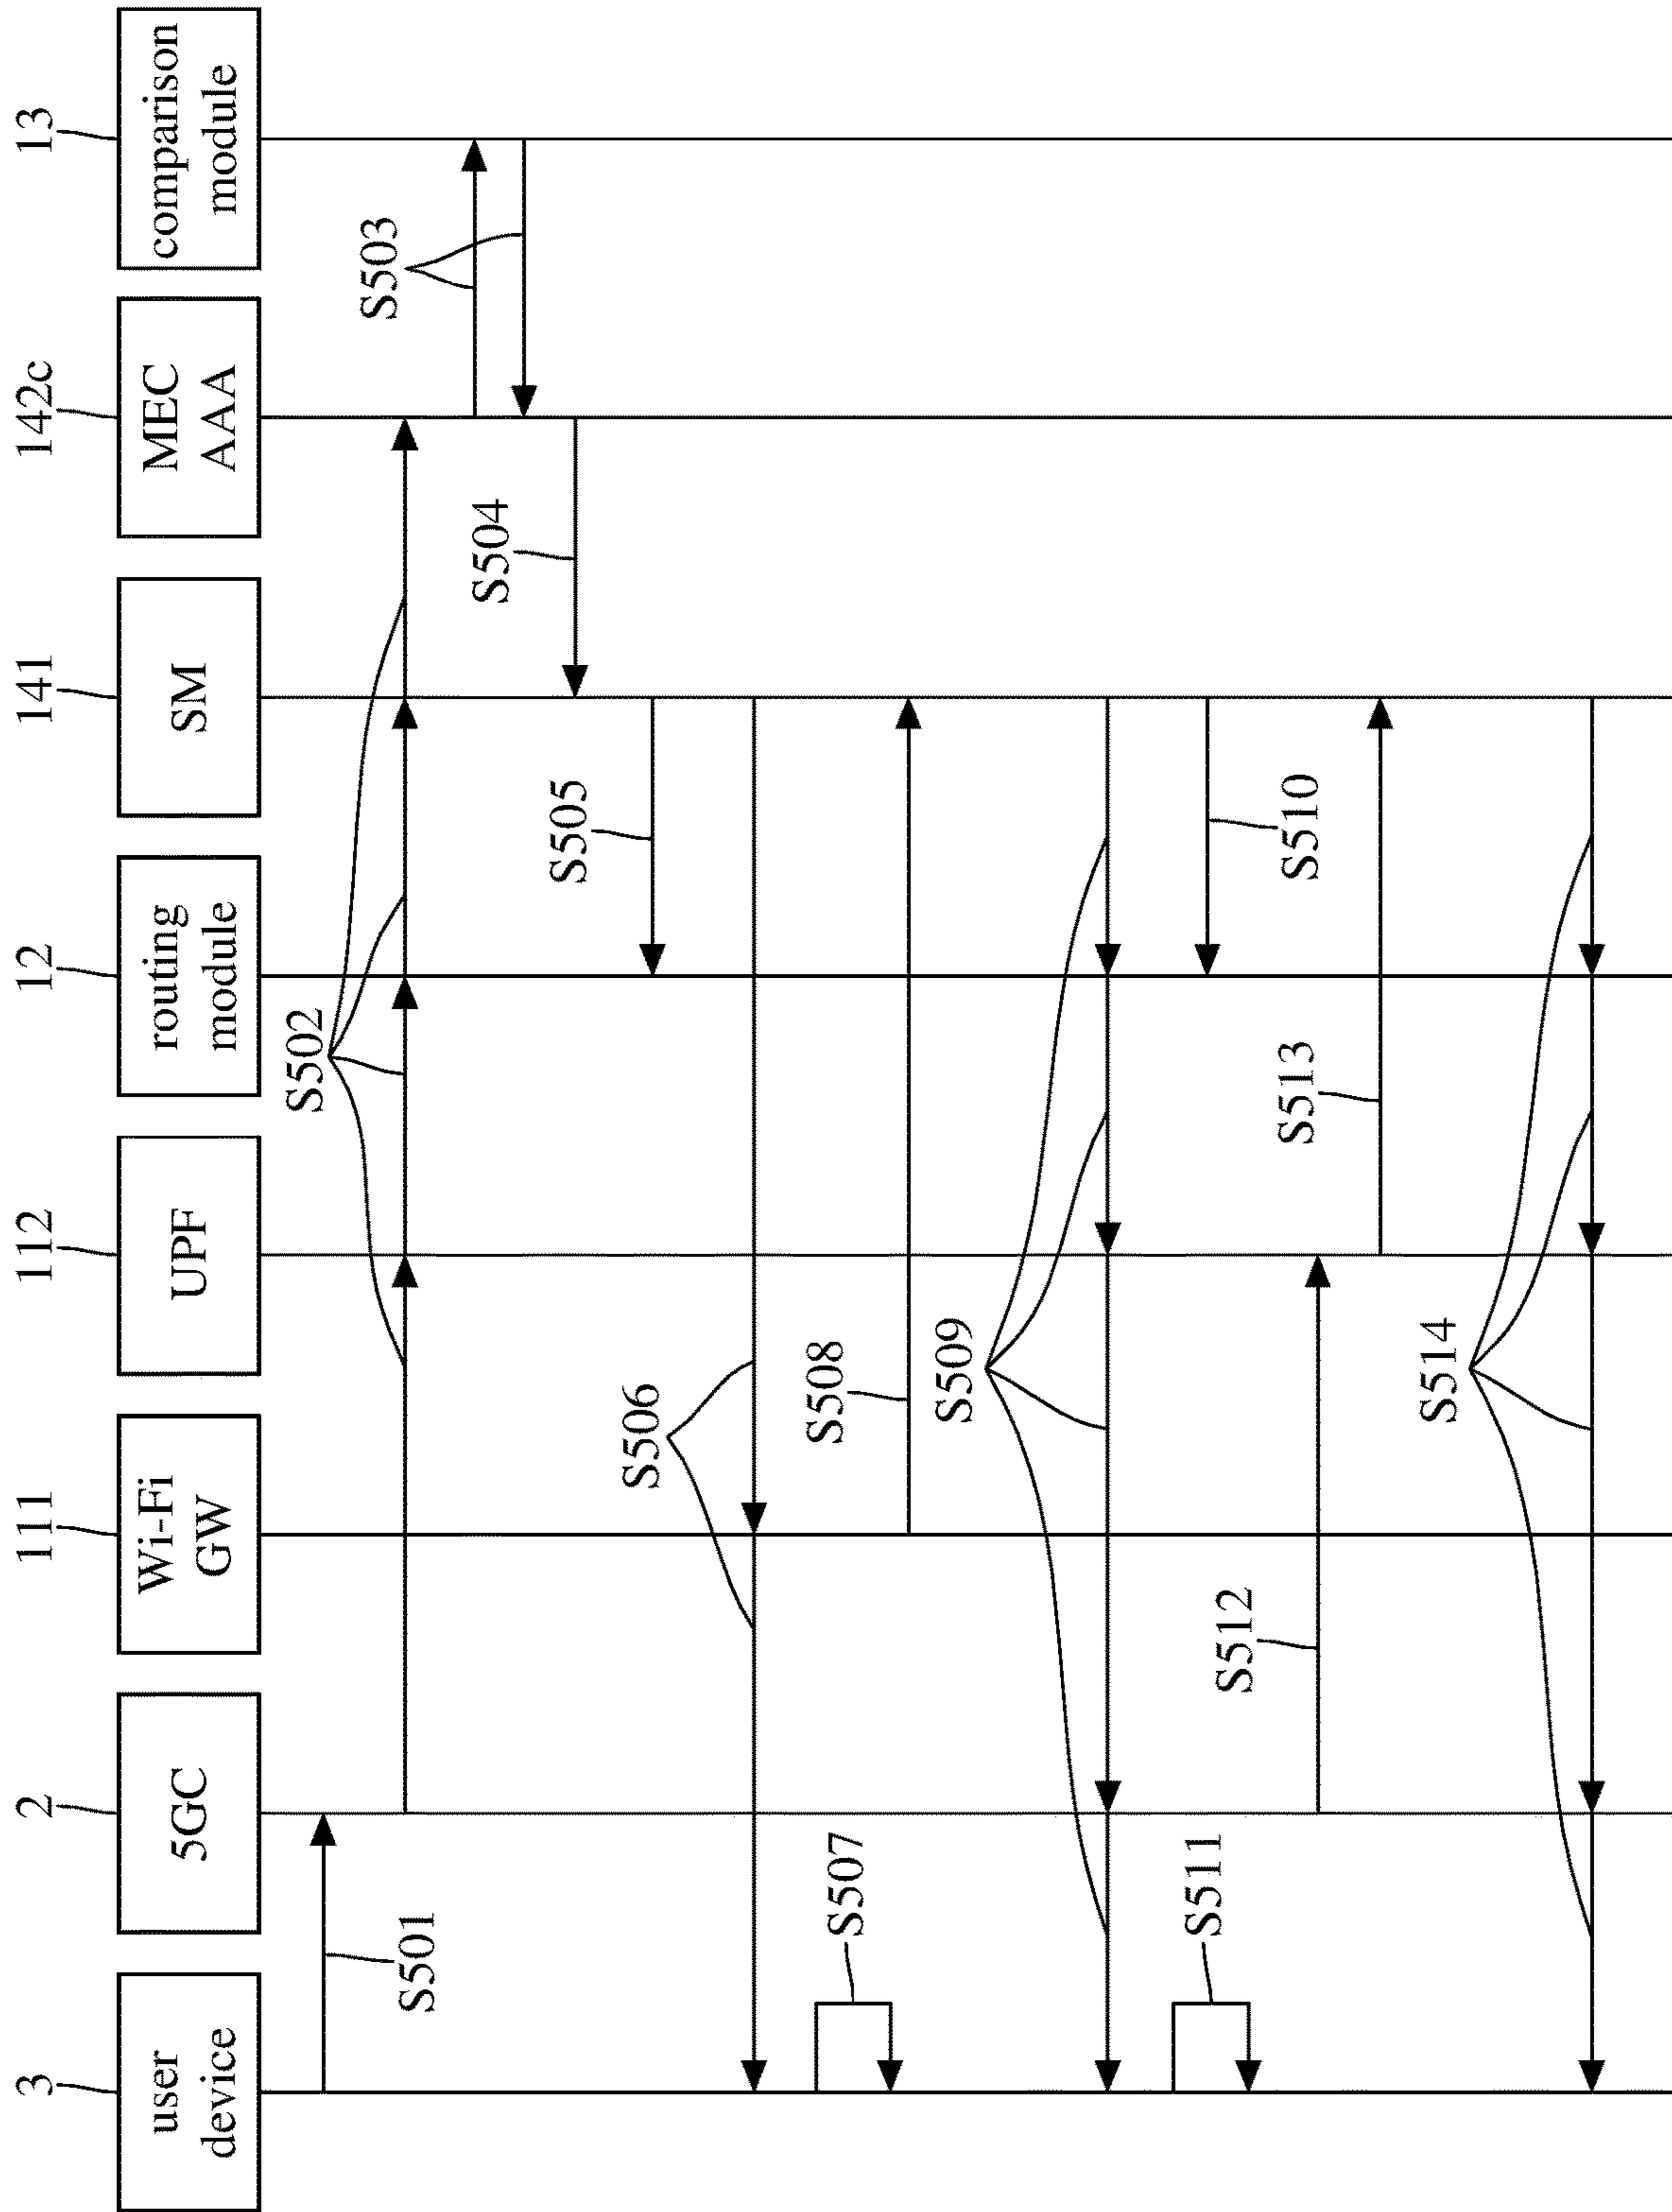 3
user
device
2
5GC
111
Wi-Fi
GW
112
UPF
12
routing
module
141
SM
142c
MEC
AAA
13
comparison
module
S501
S502
S503
S504
S505
S506
S507
S508
S509
S510
S511
S512
S513
S514